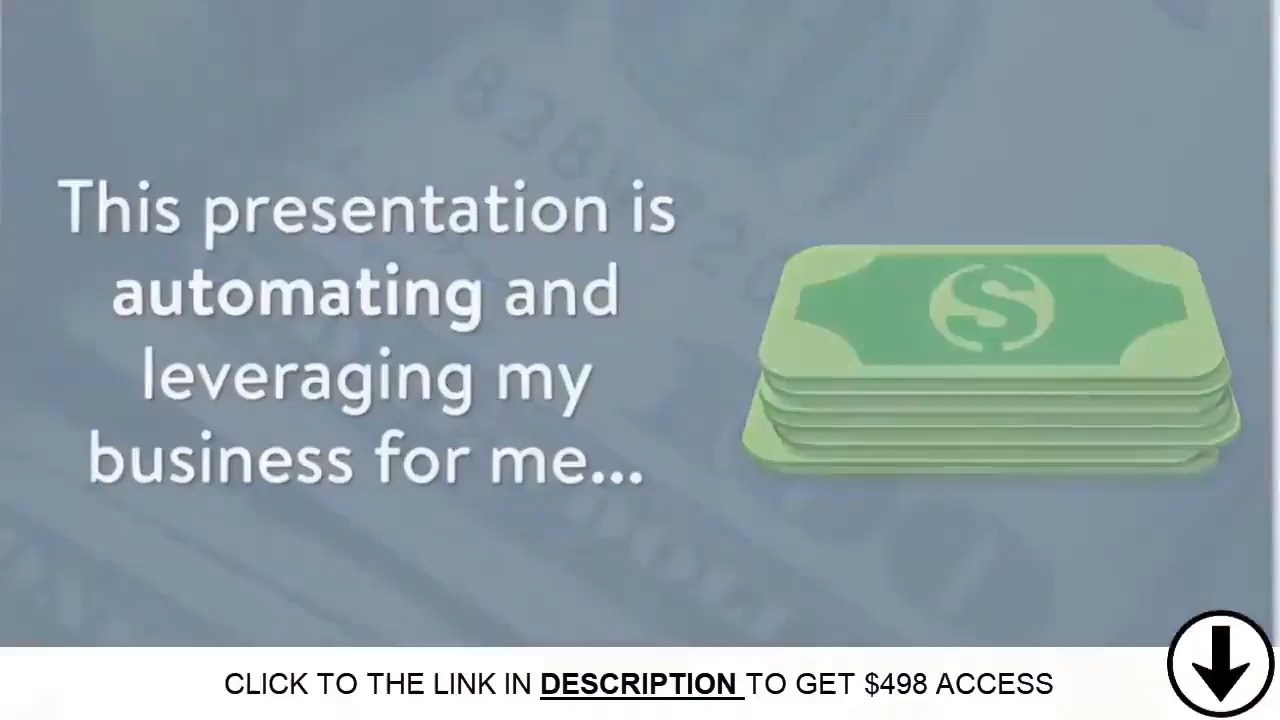 This presentation is
automating and
leveraging my
business for me...
CLICK TO THE LINK IN DESCRIPTION TO GET $498 ACCESS